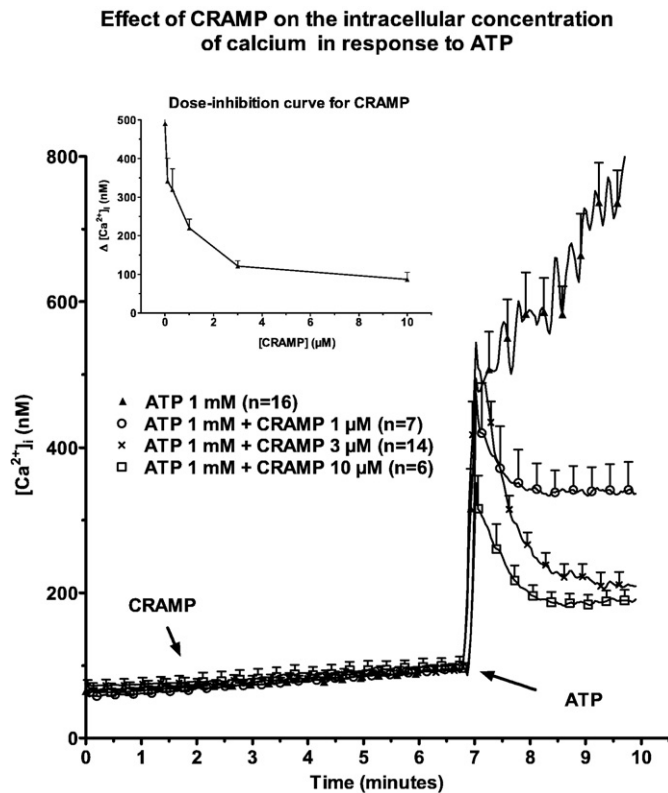 Effect of CRAMP on the intracellular concentration
of calcium in response to ATP
Dose-inhibition curve for CRAMP
500
400
300
200
100
0
Δ [Ca²⁺]ᵢ (nM)
0 2 4 6 8 10
[CRAMP] (µM)
800
600
400
200
0
[Ca²⁺]ᵢ (nM)
ATP 1 mM (n=16)
ATP 1 mM + CRAMP 1 µM (n=7)
ATP 1 mM + CRAMP 3 µM (n=14)
ATP 1 mM + CRAMP 10 µM (n=6)
CRAMP
ATP
0 1 2 3 4 5 6 7 8 9 10
Time (minutes)